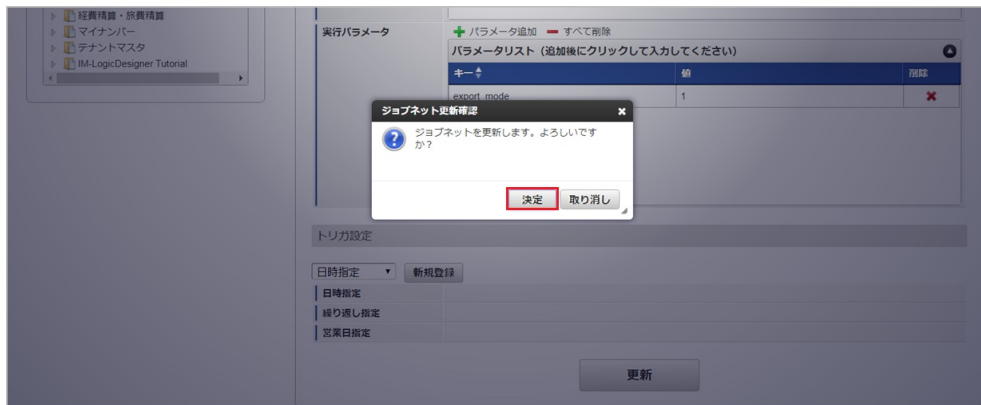 経費精算・旅費精算
マイナンバー
テナントマスタ
IM-LogicDesigner Tutorial
実行パラメータ
パラメータ追加 すべて削除
パラメータリスト（追加後にクリックして入力してください）
キー 値 削除
export_mode 1
ジョブネット更新確認
ジョブネットを更新します。よろしいです
か？
決定 取り消し
トリガ設定
日時指定 新規登録
日時指定
繰り返し指定
営業日指定
更新